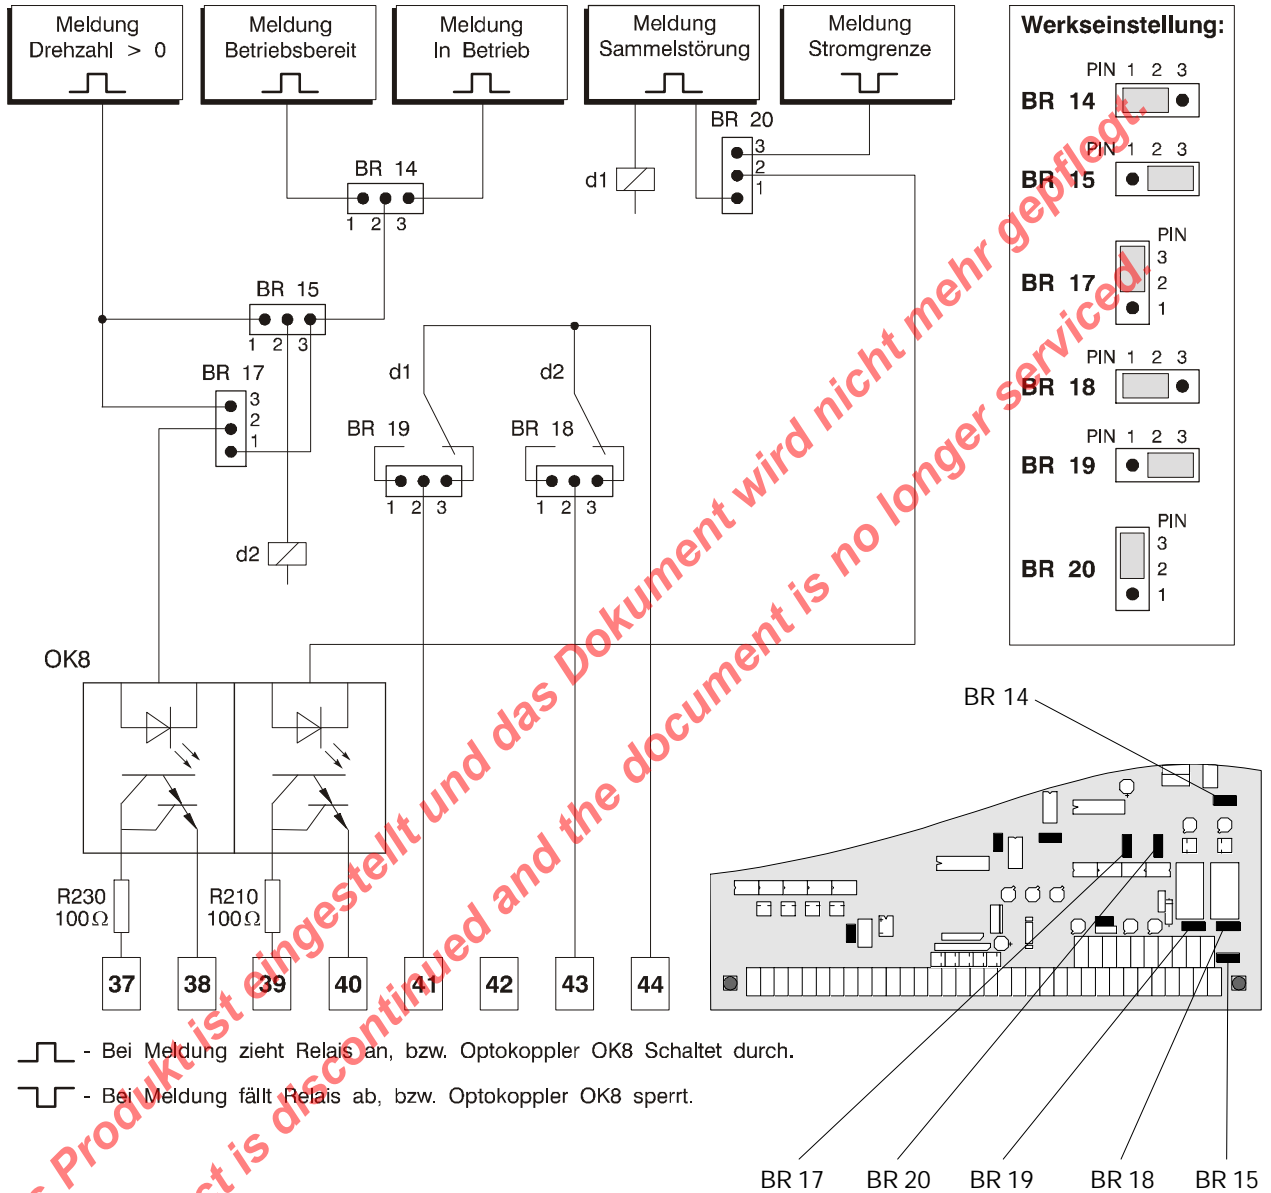 Meldung
Drehzahl > 0
Meldung
Betriebsbereit
Meldung
In Betrieb
Meldung
Sammelstörung
Meldung
Stromgrenze
Werkseinstellung:
PIN 1 2 3
BR 14
PIN 1 2 3
BR 15
PIN
3
BR 17
2
1
PIN 1 2 3
BR 18
PIN 1 2 3
BR 19
PIN
3
BR 20
2
1
BR 20
3
2
1
d1
BR 14
1 2 3
BR 15
1 2 3
BR 17
3
2
1
d1
d2
BR 19
BR 18
1 2 3
1 2 3
d2
OK8
R230
100Ω
R210
100Ω
37
38
39
40
41
42
43
44
- Bei Meldung zieht Relais an, bzw. Optokoppler OK8 Schaltet durch.
- Bei Meldung fällt Relais ab, bzw. Optokoppler OK8 sperrt.
BR 14
BR 17
BR 20
BR 19
BR 18
BR 15
s Produkt ist eingestellt und das Dokument wird nicht mehr gepflegt.
ct is discontinued and the document is no longer serviced.